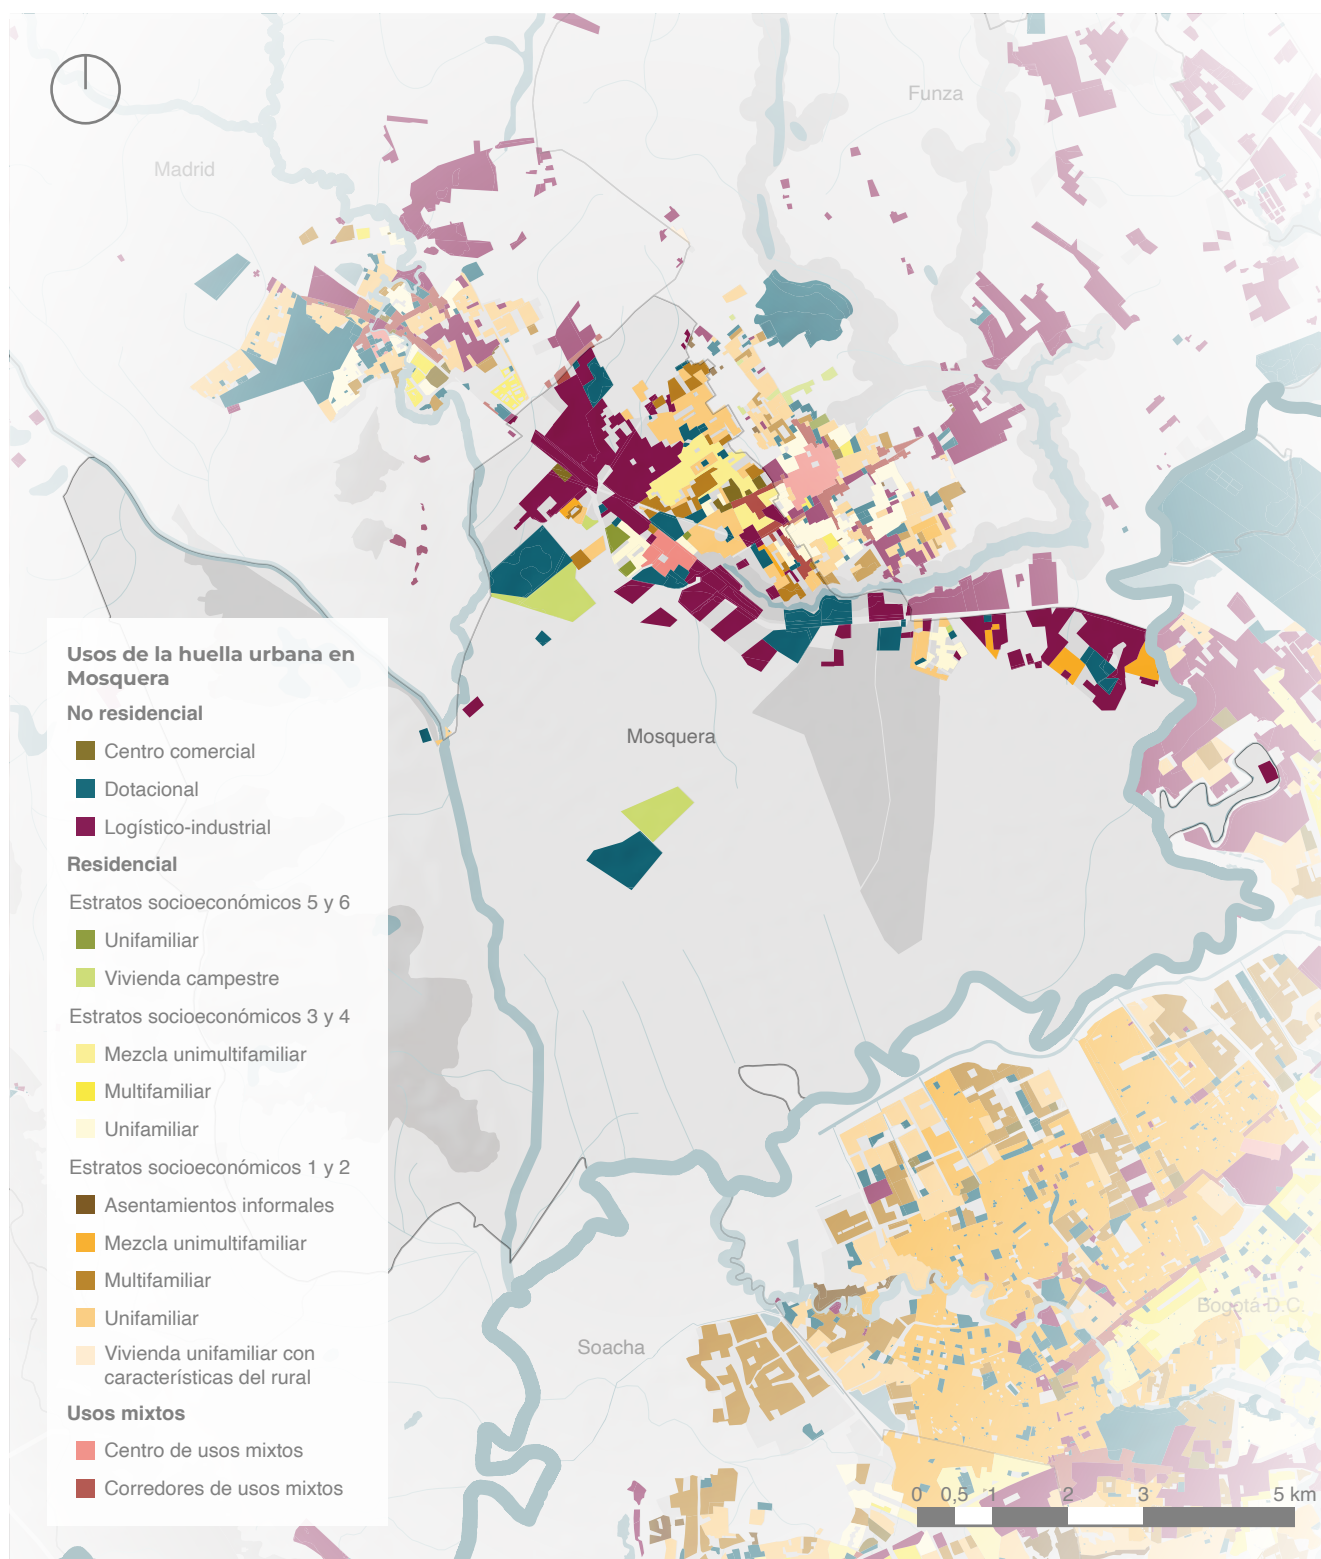 Funza
Madrid
Usos de la huella urbana en
Mosquera
No residencial
Centro comercial
Dotacional
Logístico-industrial
Residencial
Estratos socioeconómicos 5 y 6
Unifamiliar
Vivienda campestre
Estratos socioeconómicos 3 y 4
Mezcla unimultifamiliar
Multifamiliar
Unifamiliar
Estratos socioeconómicos 1 y 2
Asentamientos informales
Mezcla unimultifamiliar
Multifamiliar
Unifamiliar
Vivienda unifamiliar con
características del rural
Usos mixtos
Centro de usos mixtos
Corredores de usos mixtos
Mosquera
Bogotá D.C.
Soacha
0 0,5 1 2 3 5 km